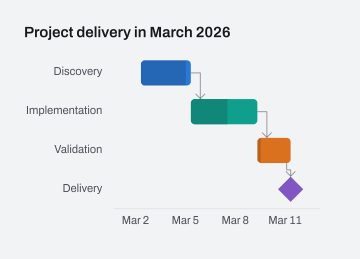 Project delivery in March 2026
Discovery
Implementation
Validation
Delivery
Mar 2 Mar 5 Mar 8 Mar 11